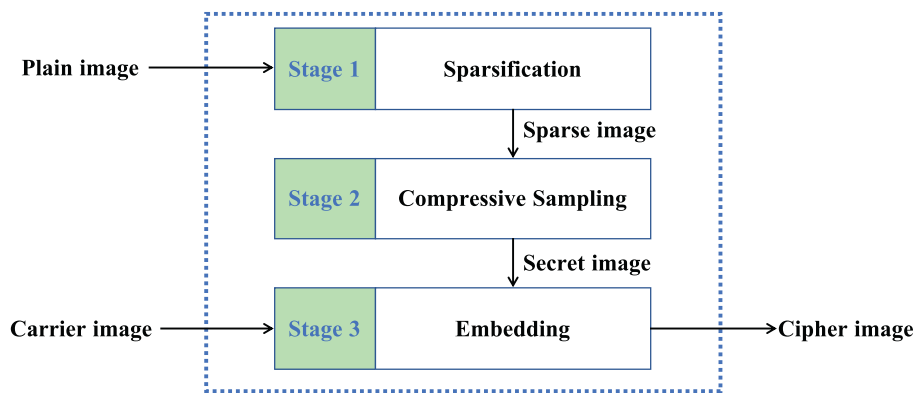 Plain image
Stage 1
Sparsification
Sparse image
Stage 2
Compressive Sampling
Secret image
Carrier image
Stage 3
Embedding
Cipher image